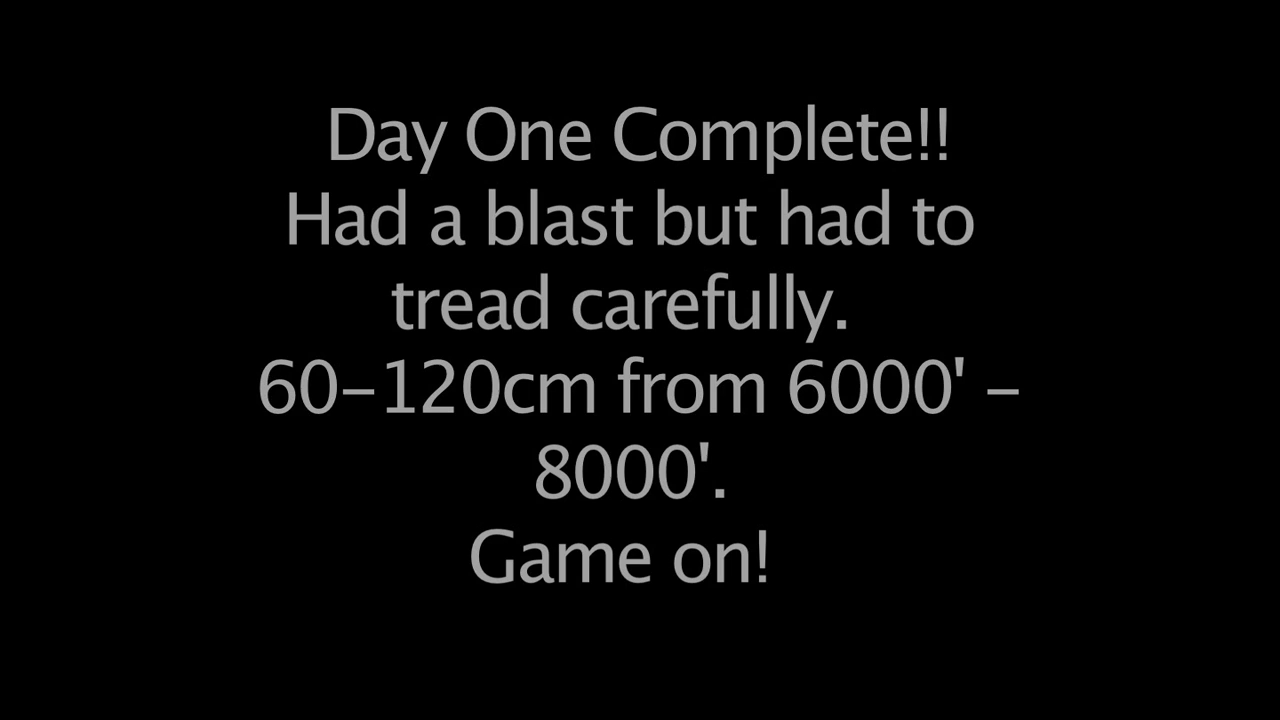 Day One Complete!!
Had a blast but had to
tread carefully.
60-120cm from 6000' -
8000'.
Game on!